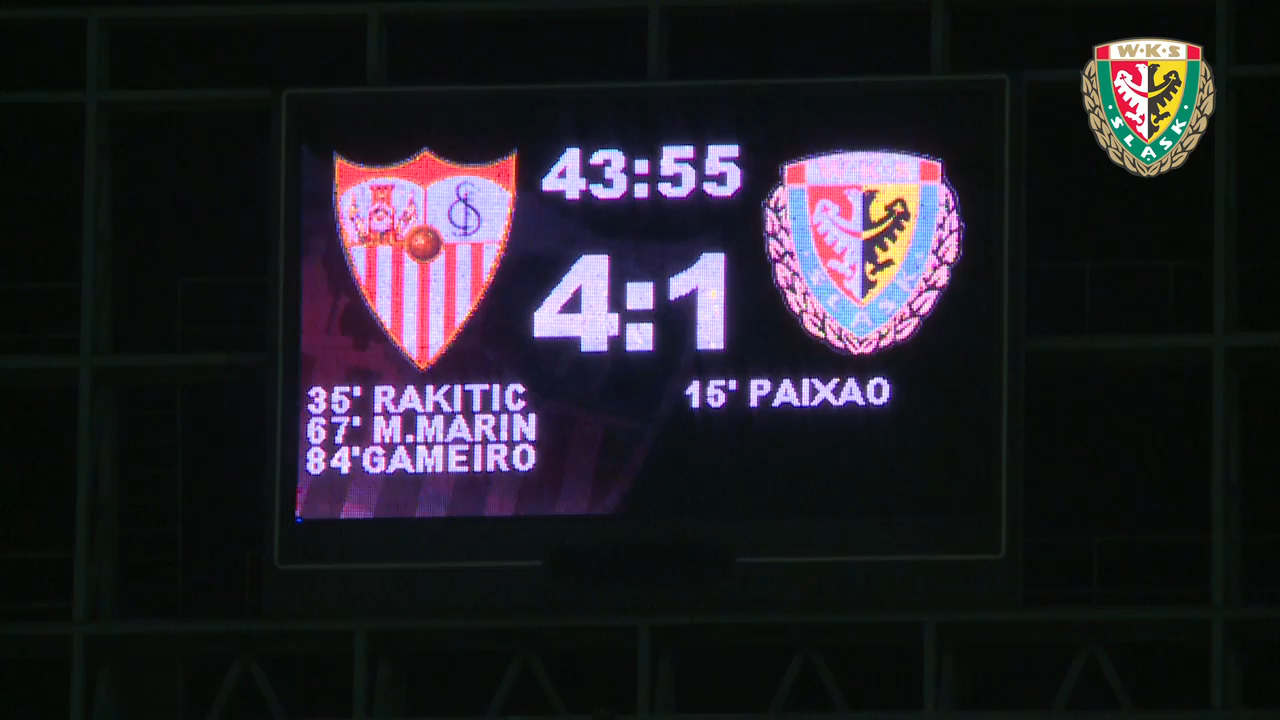 W·K·S
ŚLĄSK
43:55
4:1
35' RAKITIC
67' M.MARIN
84'GAMEIRO
15' PAIXAO